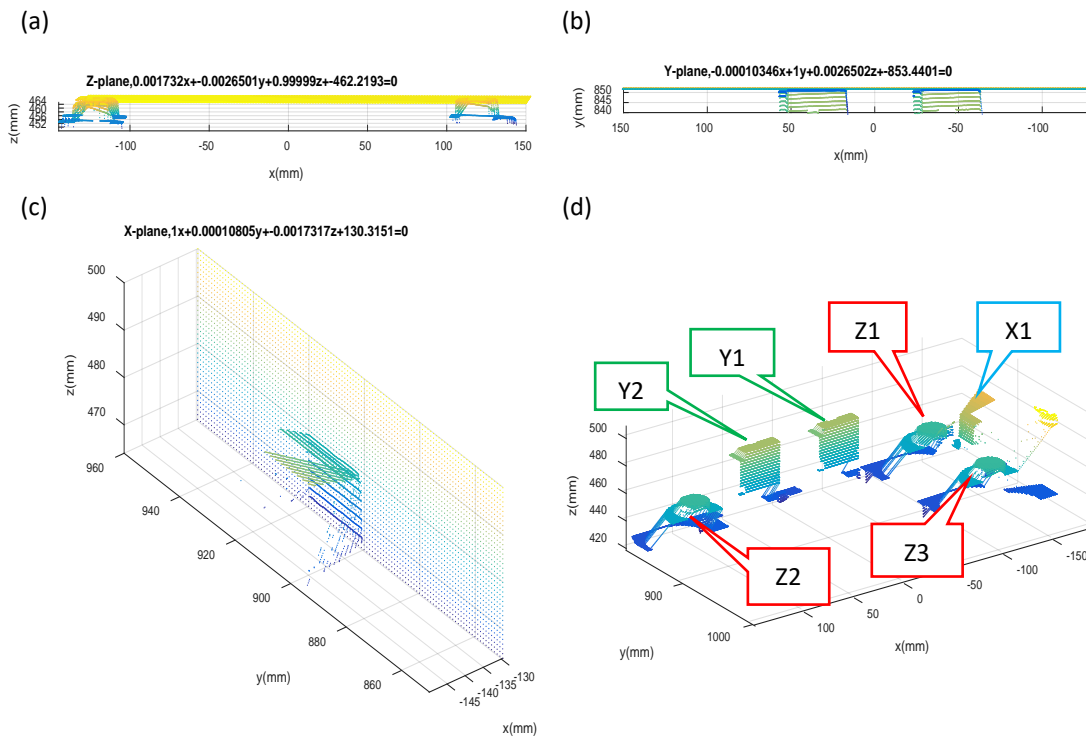 (a)
Z-plane,0.001732x+-0.0026501y+0.99999z+-462.2193=0
464
460
456
452
z(mm)
-100
-50
0
50
100
150
x(mm)
(b)
Y-plane,-0.00010346x+1y+0.0026502z+-853.4401=0
850
845
840
y(mm)
150
100
50
0
-50
-100
x(mm)
(c)
X-plane,1x+0.00010805y+-0.0017317z+130.3151=0
500
490
480
470
z(mm)
960
940
920
900
880
860
y(mm)
-145
-140
-135
-130
x(mm)
(d)
Z1
X1
Y1
Y2
Z2
Z3
500
480
460
440
420
z(mm)
900
1000
y(mm)
100
50
0
-50
-100
-150
x(mm)